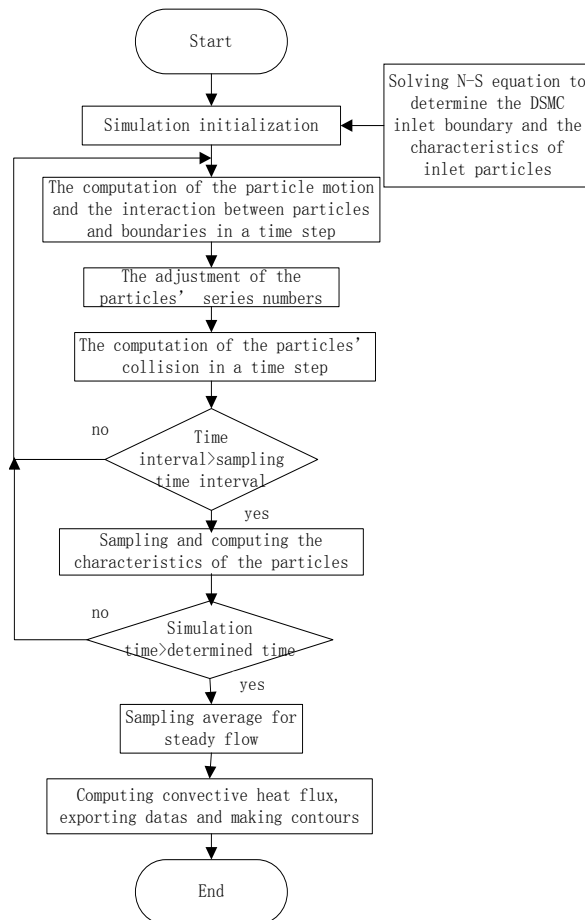 Start
Solving N-S equation to
determine the DSMC
inlet boundary and the
characteristics of
inlet particles
Simulation initialization
The computation of the particle motion
and the interaction between particles
and boundaries in a time step
The adjustment of the
particles’ series numbers
The computation of the particles’
collision in a time step
no
Time
interval>sampling
time interval
yes
Sampling and computing the
characteristics of the particles
no
Simulation
time>determined time
yes
Sampling average for
steady flow
Computing convective heat flux,
exporting datas and making contours
End